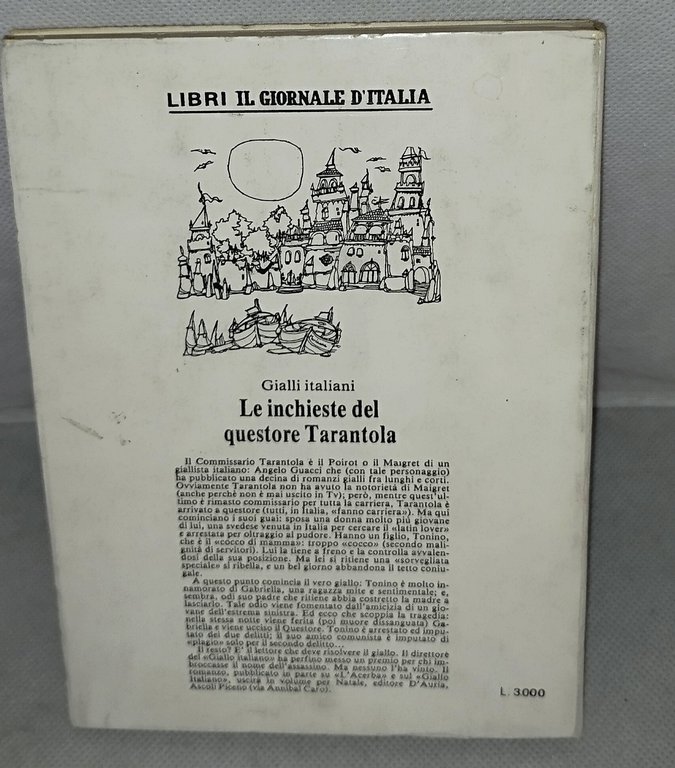 LIBRI IL GIORNALE D'ITALIA
Gialli italiani
Le inchieste del
questore Tarantola
Il Commissario Tarantola è il Poirot o il Maigret di un
giallista italiano: Angelo Guacci che (con tale personaggio)
ha pubblicato una decina di romanzi gialli fra lunghi e corti.
Ovviamente Tarantola non ha avuto la notorietà di Maigret
(anche perchè non è mai uscito in Tv); però, mentre quest'ul-
timo è rimasto commissario per tutta la carriera, Tarantola è
arrivato a questore (tutti, in Italia, «fanno carriera»). Ma qui
cominciano i suoi guai: sposa una donna molto più giovane
di lui, una svedese venuta in Italia per cercare il «latin lover»
e arrestata per oltraggio al pudore. Hanno un figlio, Tonino,
che è il «cocco di mamma»: troppo «cocco» (secondo mali-
gnità di servitori). Lui la tiene a freno e la controlla avvalen-
dosi della sua posizione. Ma lei si ritiene una «sorvegliata
speciale» si ribella, e un bel giorno abbandona il tetto coniu-
gale.
A questo punto comincia il vero giallo: Tonino è molto in-
namorato di Gabriella, una ragazza mite e sentimentale; e,
sembra, odi suo padre che ritiene abbia costretto la madre a
lasciarlo. Tale odio viene fomentato dall'amicizia di un gio-
vane dell'estrema sinistra. Ed ecco che scoppia la tragedia:
nella stessa notte viene ferita (poi muore dissanguata) Ga-
briella e viene ucciso il Questore. Tonino è arrestato ed impu-
tato dei due delitti; il suo amico comunista è imputato di
«plagio» solo per il secondo delitto...
Il resto? E' il lettore che deve risolvere il giallo. Il direttore
del «Giallo italiano» ha perfino messo un premio per chi im-
broccasse il nome dell'assassino. Ma nessuno l'ha vinto. Il
romanzo, pubblicato in parte su «L'Acerba» e sul «Giallo
Italiano», uscirà in volume per Natale, editore D'Auria,
Ascoli Piceno (via Annibal Caro).
L. 3.000